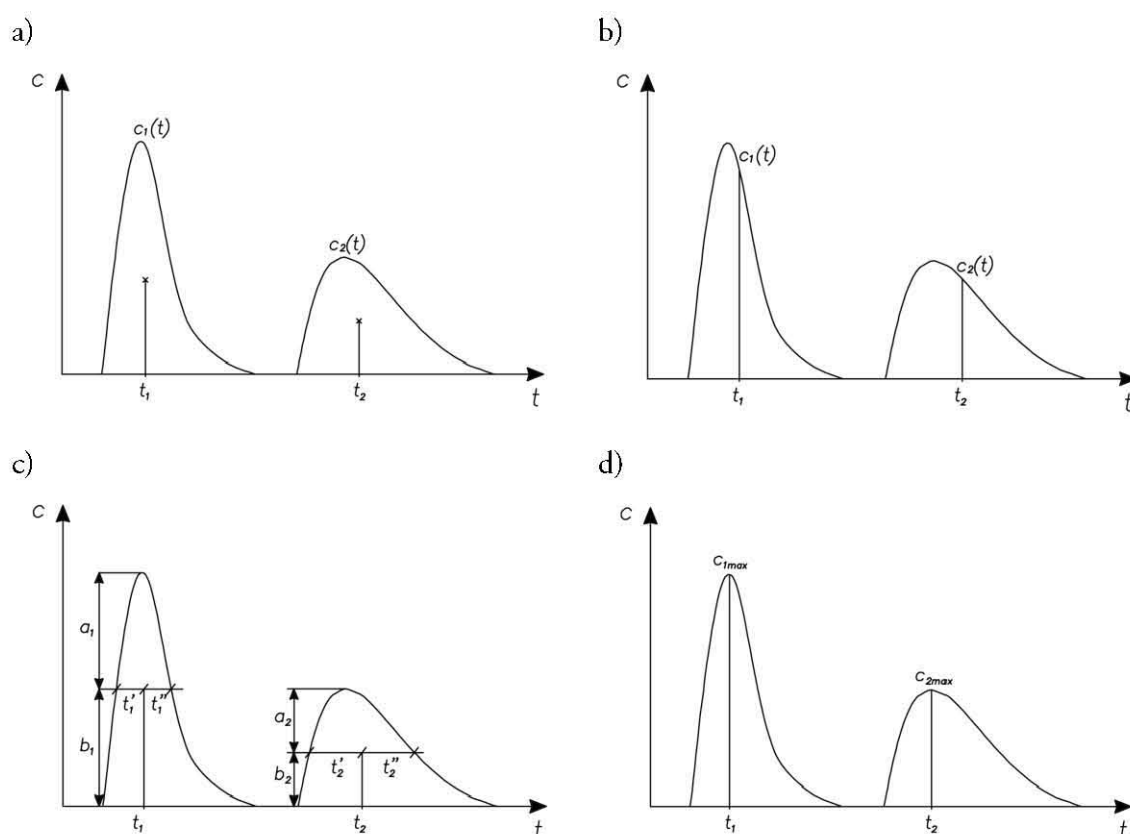 a)
c
c₁(t)
c₂(t)
t₁
t₂
t
b)
c
c₁(t)
c₂(t)
t₁
t₂
t
c)
c
a₁
b₁
t₁'
t₁''
a₂
b₂
t₂'
t₂''
t₁
t₂
t
d)
c
c₁ₘₐₓ
c₂ₘₐₓ
t₁
t₂
t